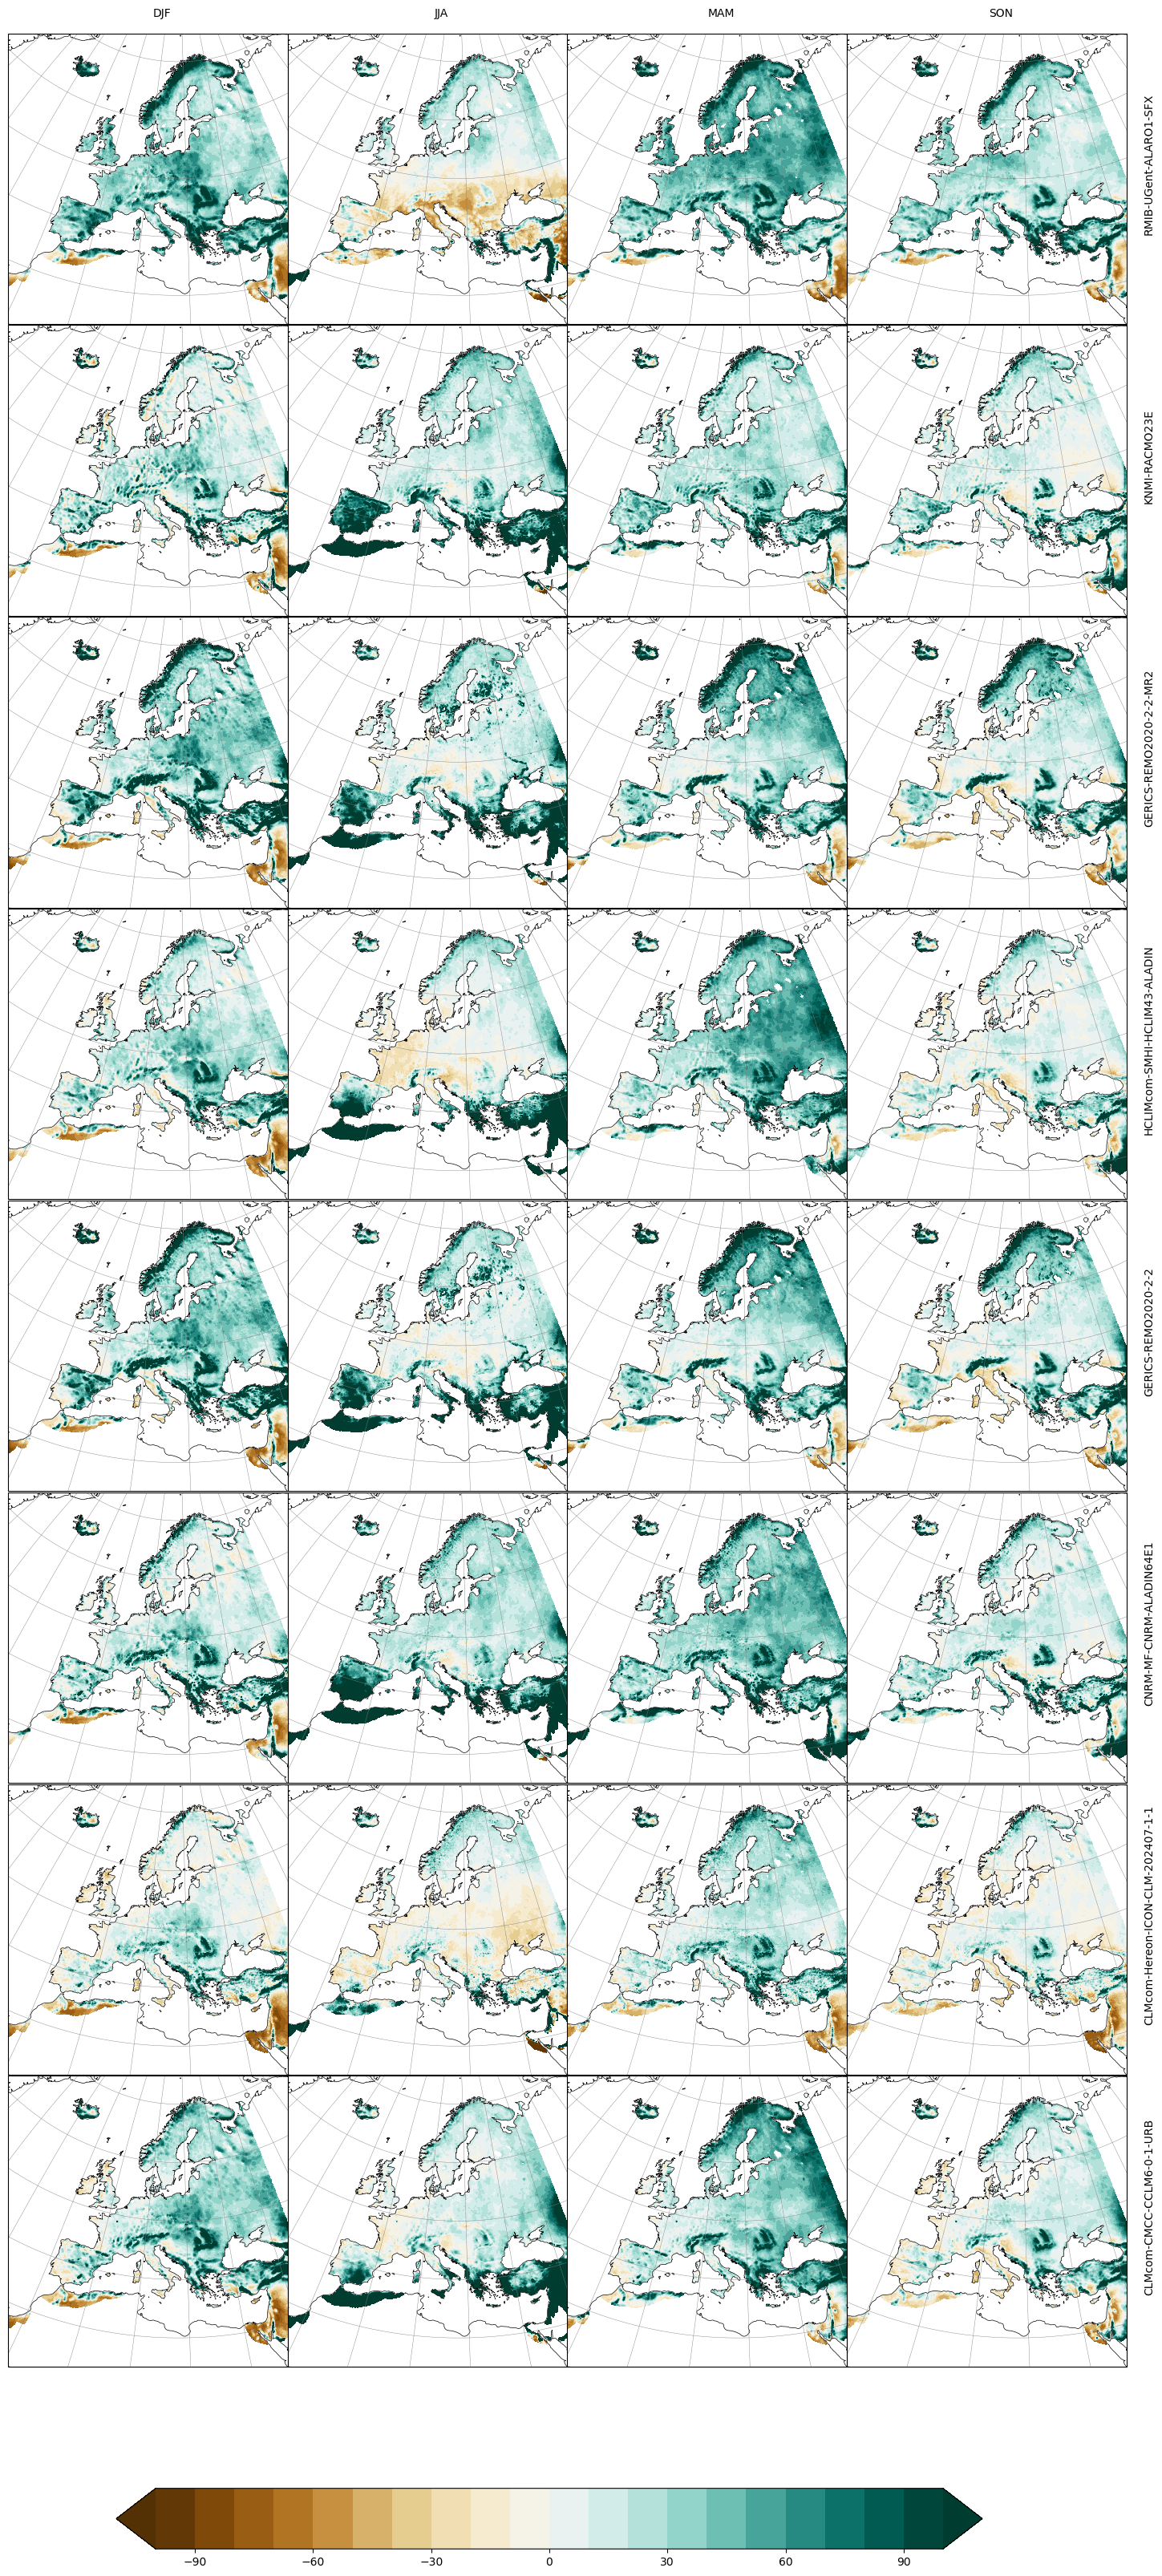 DJF JJA MAM SON
RMIB-UGent-ALARO1-SFX
KNMI-RACMO23E
GERICS-REMO2020-2-2-MR2
HCLIMcom-SMHI-HCLIM43-ALADIN
GERICS-REMO2020-2-2
CNRM-MF-CNRM-ALADIN64E1
CLMcom-Hereon-ICON-CLM-202407-1-1
CLMcom-CMCC-CCLM6-0-1-URB
−90 −60 −30 0 30 60 90